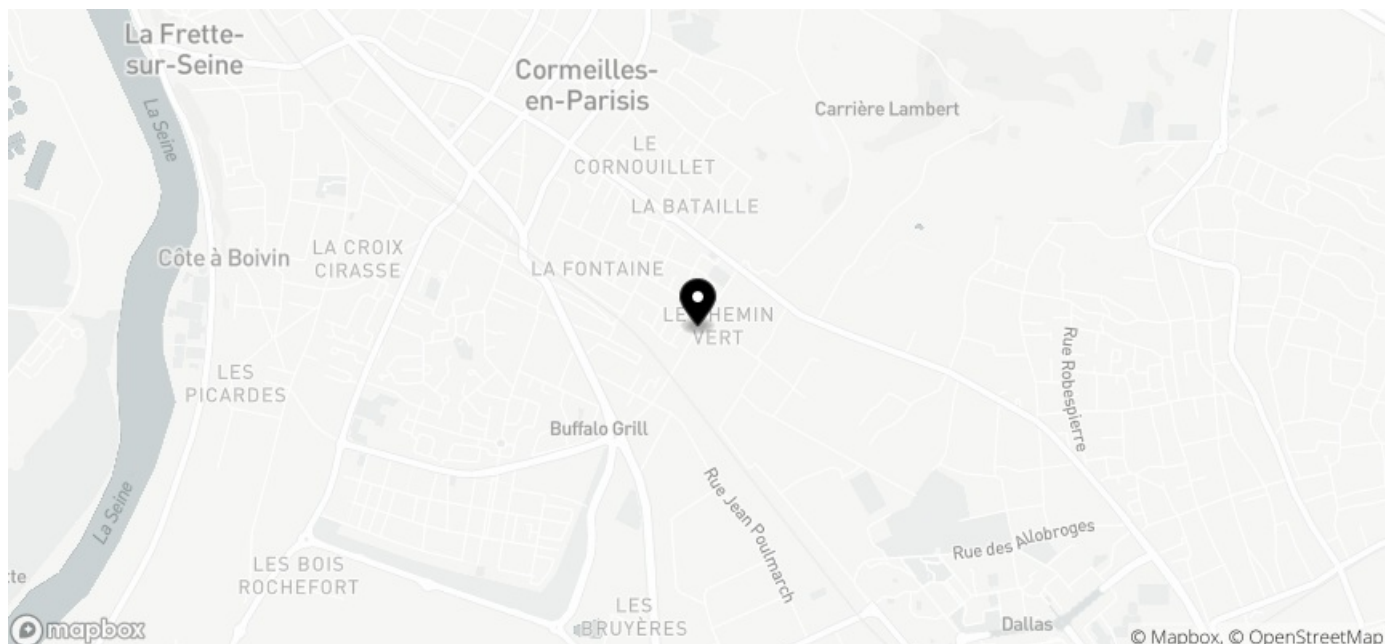 La Frette-
sur-Seine
Cormeilles-
en-Parisis
Carrière Lambert
La Seine
LE
CORNOUILLET
LA BATAILLE
LA CROIX
CIRASSE
Côte à Boivin
LA FONTAINE
VERT
Rue Robespierre
LES
PICARDES
Buffalo Grill
Rue Jean Poulmarch
La Seine
Rue des Allobroges
LES BOIS
ROCHEFORT
LES
BRUYÈRES
Dallas
mapbox
© Mapbox, © OpenStreetMap